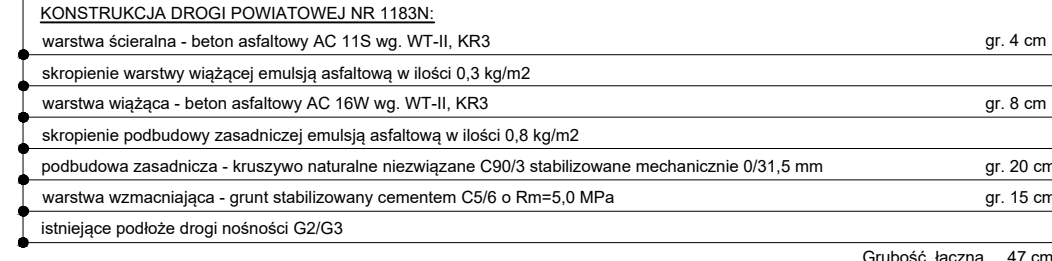 KONSTRUKCJA DROGI POWIATOWEJ NR 1183N:
warstwa ścieralna - beton asfaltowy AC 11S wg. WT-II, KR3 gr. 4 cm
skropienie warstwy wiążącej emulsją asfaltową w ilości 0,3 kg/m2
warstwa wiążąca - beton asfaltowy AC 16W wg. WT-II, KR3 gr. 8 cm
skropienie podbudowy zasadniczej emulsją asfaltową w ilości 0,8 kg/m2
podbudowa zasadnicza - kruszywo naturalne niezwiązane C90/3 stabilizowane mechanicznie 0/31,5 mm gr. 20 cm
warstwa wzmacniająca - grunt stabilizowany cementem C5/6 o Rm=5,0 MPa gr. 15 cm
istniejące podłoże drogi nośności G2/G3
Grubość łączna 47 cm